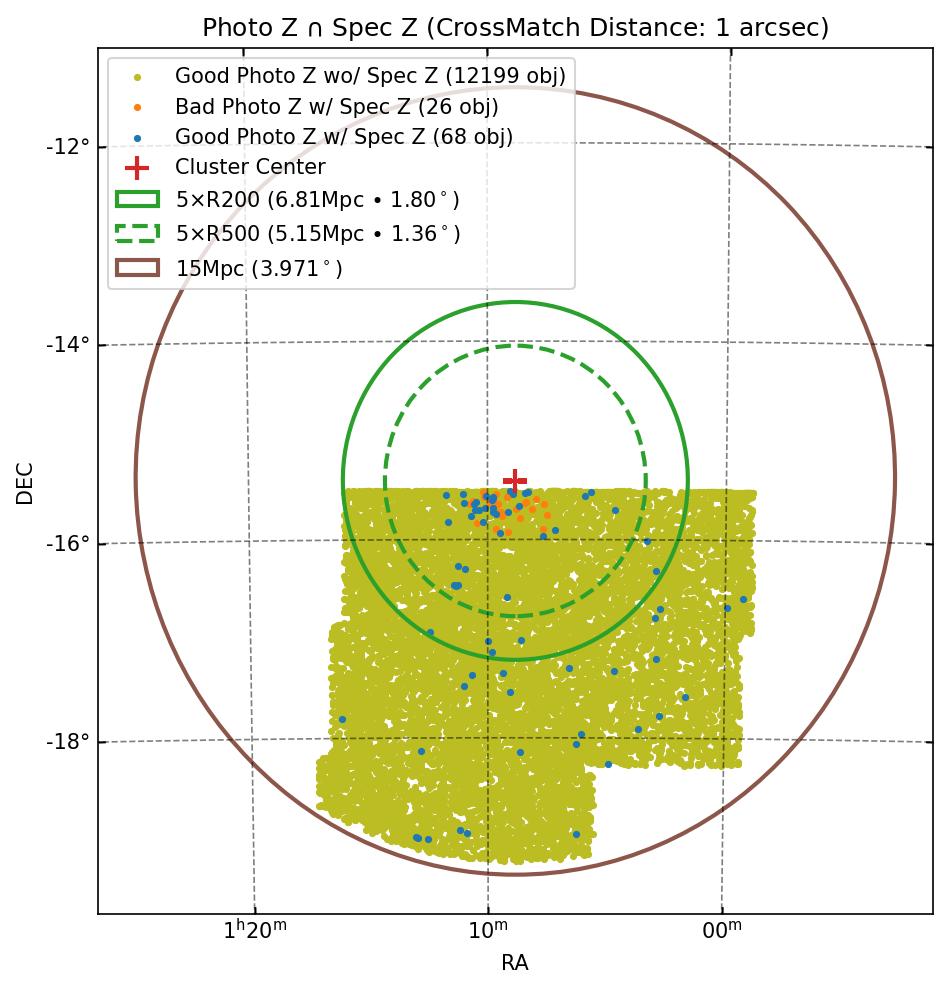 Photo Z ∩ Spec Z (CrossMatch Distance: 1 arcsec)
Good Photo Z wo/ Spec Z (12199 obj)
Bad Photo Z w/ Spec Z (26 obj)
Good Photo Z w/ Spec Z (68 obj)
Cluster Center
5×R200 (6.81Mpc • 1.80°)
5×R500 (5.15Mpc • 1.36°)
15Mpc (3.971°)
-12°
-14°
-16°
-18°
DEC
1ʰ20ᵐ 10ᵐ 00ᵐ
RA